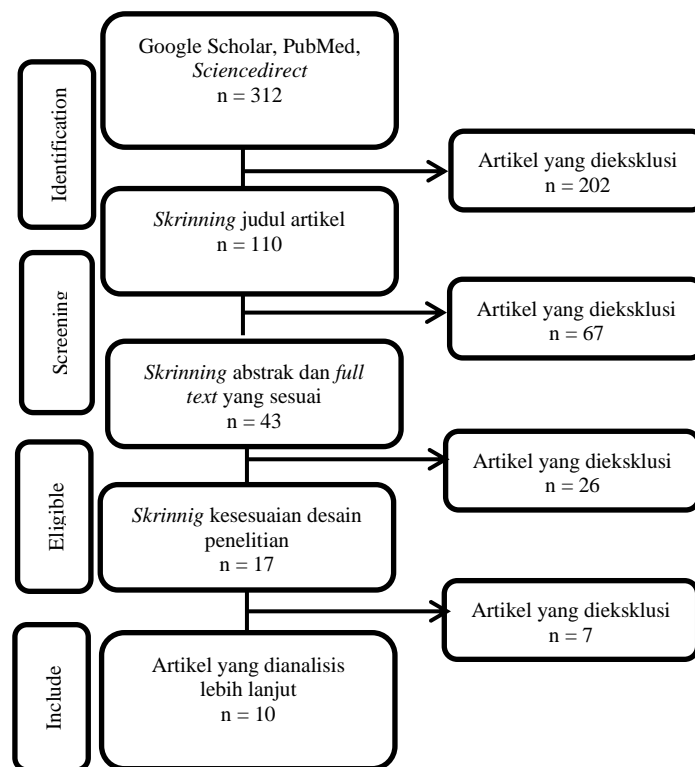 Google Scholar, PubMed,
Sciencedirect
n = 312
Identification
Artikel yang dieksklusi
n = 202
Skrinning judul artikel
n = 110
Screening
Artikel yang dieksklusi
n = 67
Skrinning abstrak dan full
text yang sesuai
n = 43
Eligible
Artikel yang dieksklusi
n = 26
Skrinnig kesesuaian desain
penelitian
n = 17
Artikel yang dieksklusi
n = 7
Include
Artikel yang dianalisis
lebih lanjut
n = 10